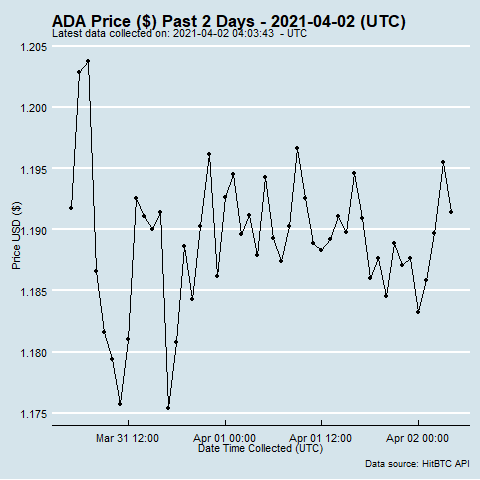 ADA Price ($) Past 2 Days - 2021-04-02 (UTC)
Latest data collected on: 2021-04-02 04:03:43  - UTC
1.205
1.200
1.195
1.190
1.185
1.180
1.175
Price USD ($)
Mar 31 12:00 Apr 01 00:00 Apr 01 12:00 Apr 02 00:00
Date Time Collected (UTC)
Data source: HitBTC API